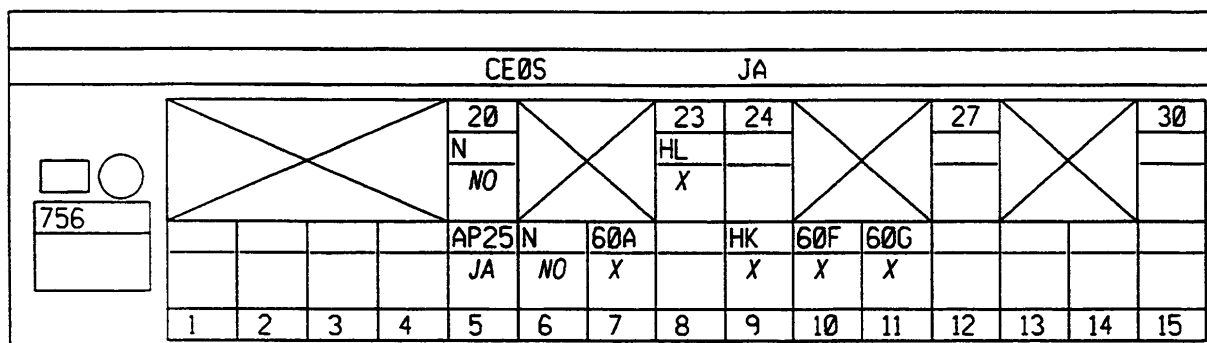 CEØS JA
20 23 24 27 30
N HL
NO X
756
AP25 N 60A HK 60F 60G
JA NO X X X X
1 2 3 4 5 6 7 8 9 10 11 12 13 14 15